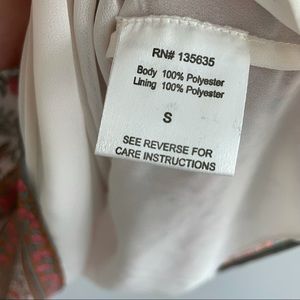 RN# 135635
Body 100% Polyester
Lining 100% Polyester
S
SEE REVERSE FOR
CARE INSTRUCTIONS